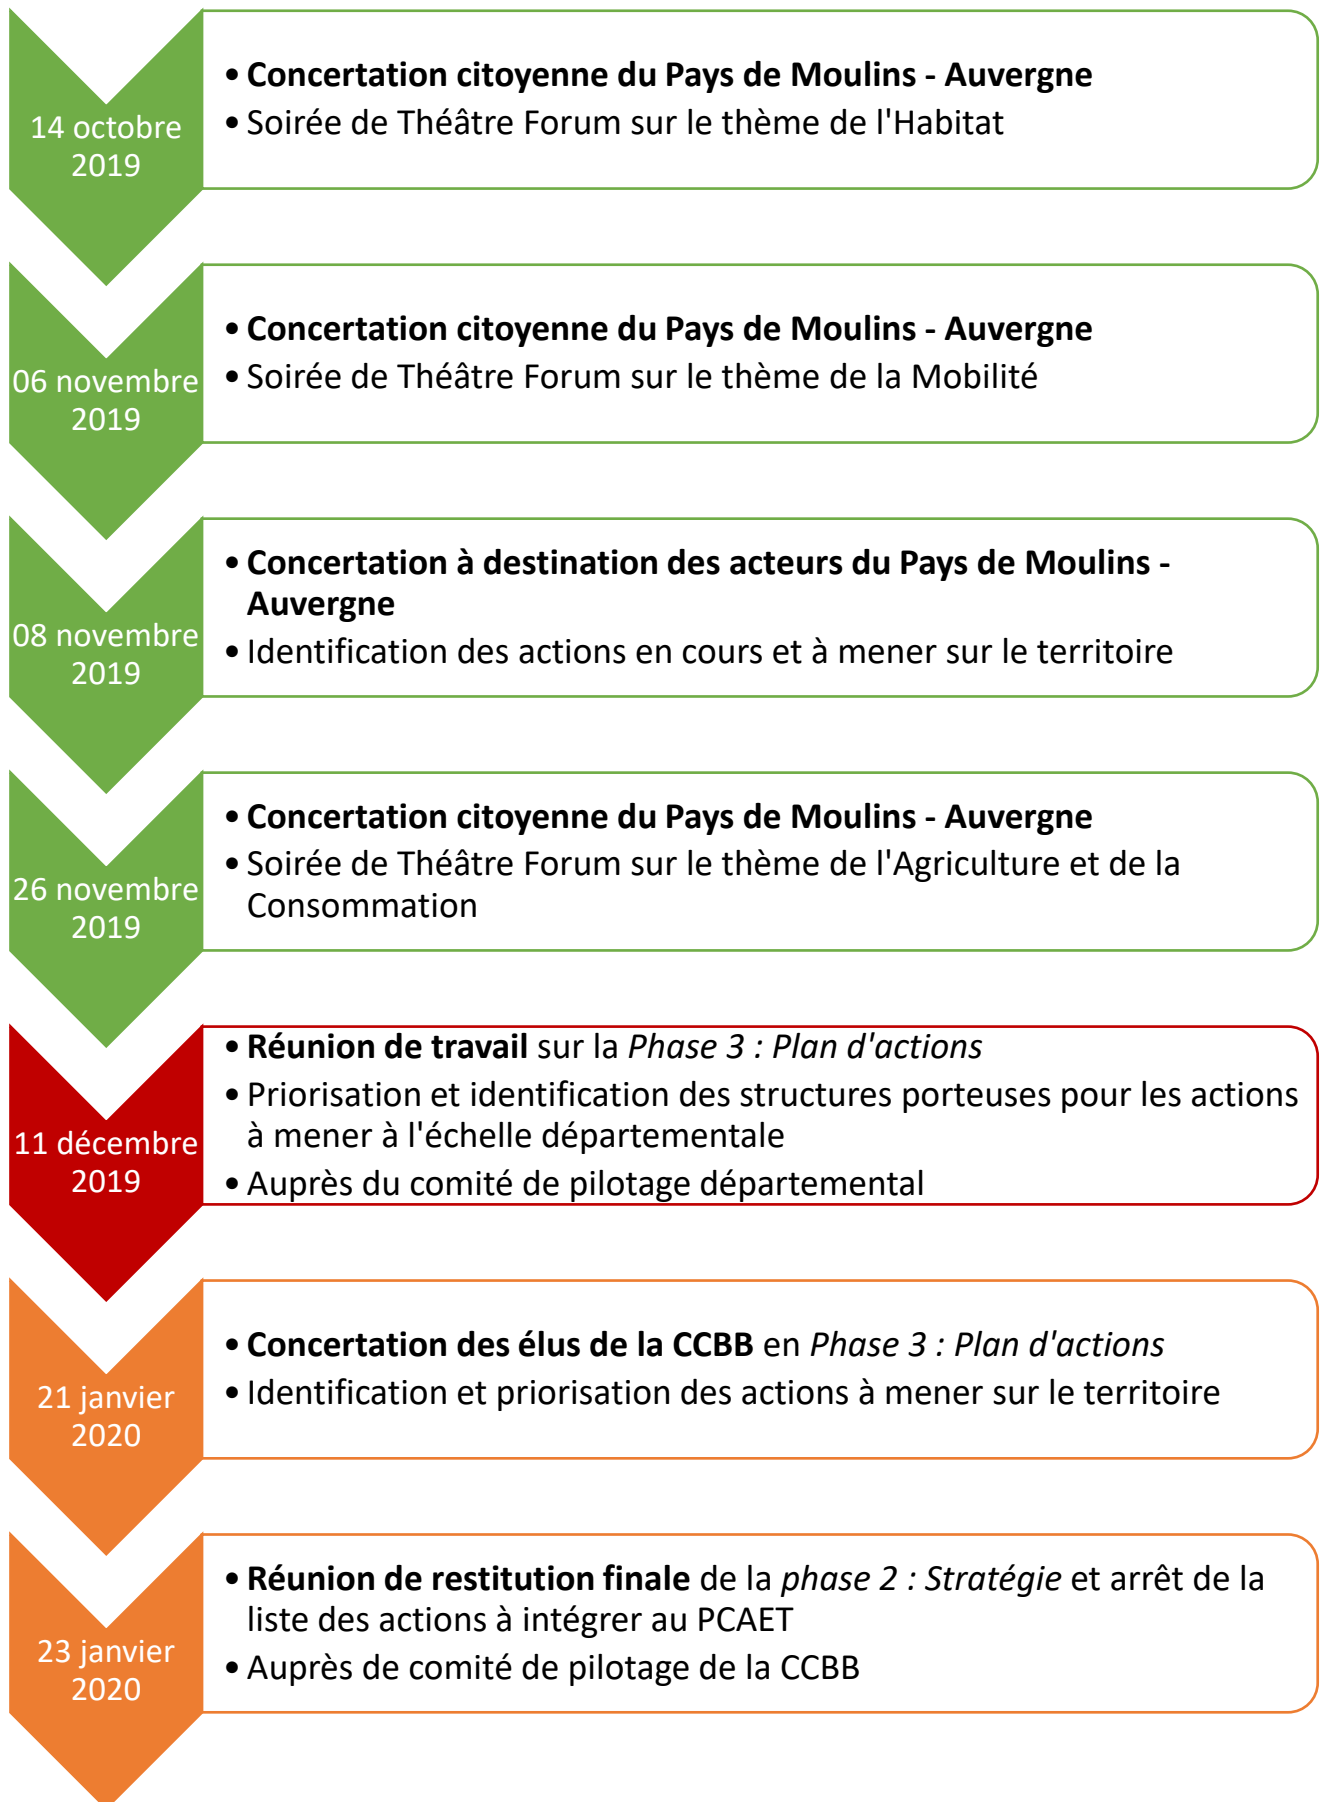 14 octobre
2019
• Concertation citoyenne du Pays de Moulins - Auvergne
• Soirée de Théâtre Forum sur le thème de l'Habitat
06 novembre
2019
• Concertation citoyenne du Pays de Moulins - Auvergne
• Soirée de Théâtre Forum sur le thème de la Mobilité
08 novembre
2019
• Concertation à destination des acteurs du Pays de Moulins -
Auvergne
• Identification des actions en cours et à mener sur le territoire
26 novembre
2019
• Concertation citoyenne du Pays de Moulins - Auvergne
• Soirée de Théâtre Forum sur le thème de l'Agriculture et de la
Consommation
11 décembre
2019
• Réunion de travail sur la Phase 3 : Plan d'actions
• Priorisation et identification des structures porteuses pour les actions
à mener à l'échelle départementale
• Auprès du comité de pilotage départemental
21 janvier
2020
• Concertation des élus de la CCBB en Phase 3 : Plan d'actions
• Identification et priorisation des actions à mener sur le territoire
23 janvier
2020
• Réunion de restitution finale de la phase 2 : Stratégie et arrêt de la
liste des actions à intégrer au PCAET
• Auprès de comité de pilotage de la CCBB